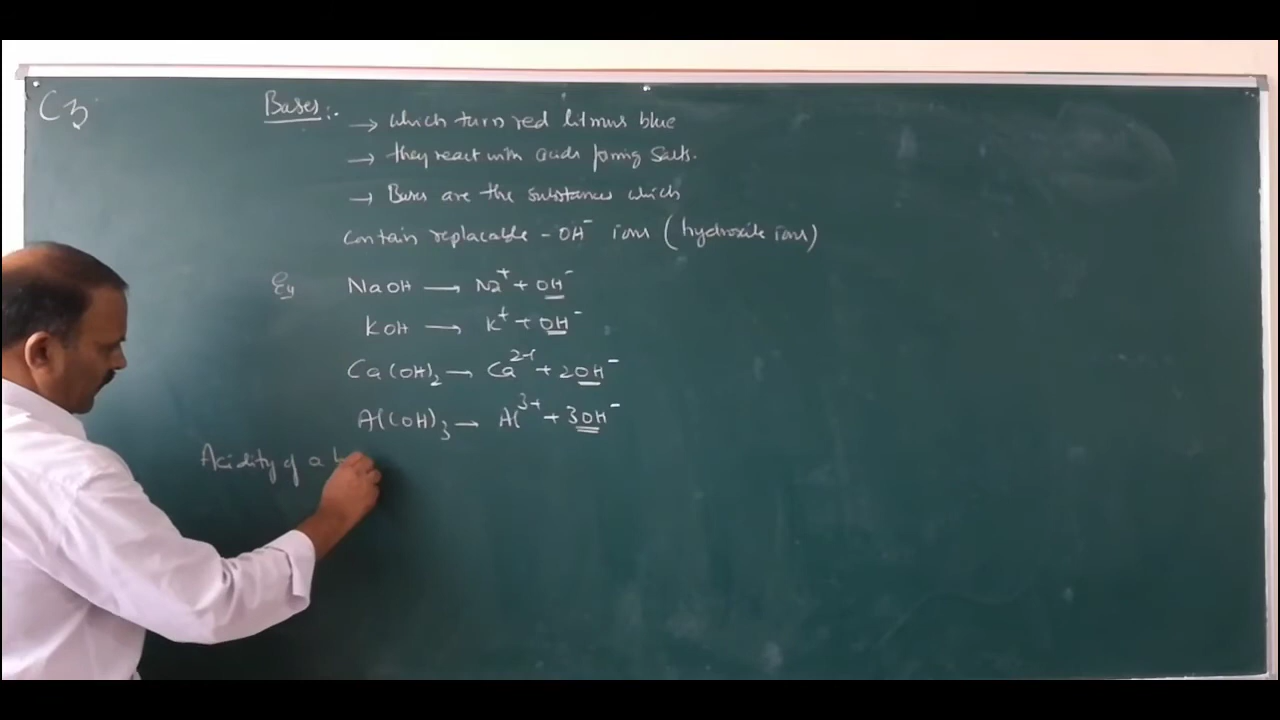 Bases:-
→ which turn red litmus blue
→ they react with acids forming salts.
→ Bases are the substances which
contain replacable -OH⁻ ions (hydroxile ions)
Eg NaOH → Na⁺ + OH⁻
KOH → K⁺ + OH⁻
Ca(OH)₂ → Ca²⁺ + 2OH⁻
Al(OH)₃ → Al³⁺ + 3OH⁻
Acidity of a